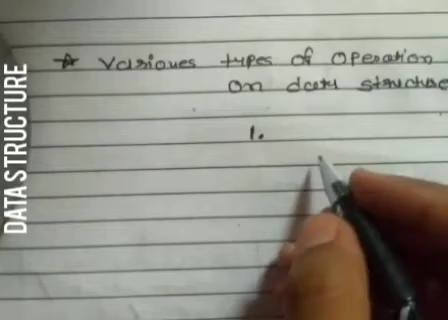 DATA STRUCTURE
☆ Varioues types of operation
on data structure
1.